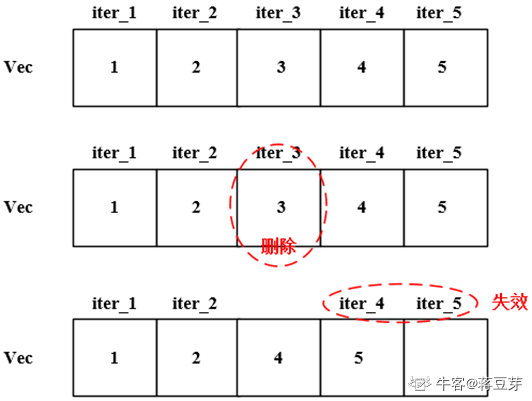 iter_1 iter_2 iter_3 iter_4 iter_5
Vec 1 2 3 4 5
iter_1 iter_2 iter_3 iter_4 iter_5
Vec 1 2 3 4 5
删除
iter_1 iter_2 iter_4 iter_5 失效
Vec 1 2 4 5
牛客@蒋豆芽